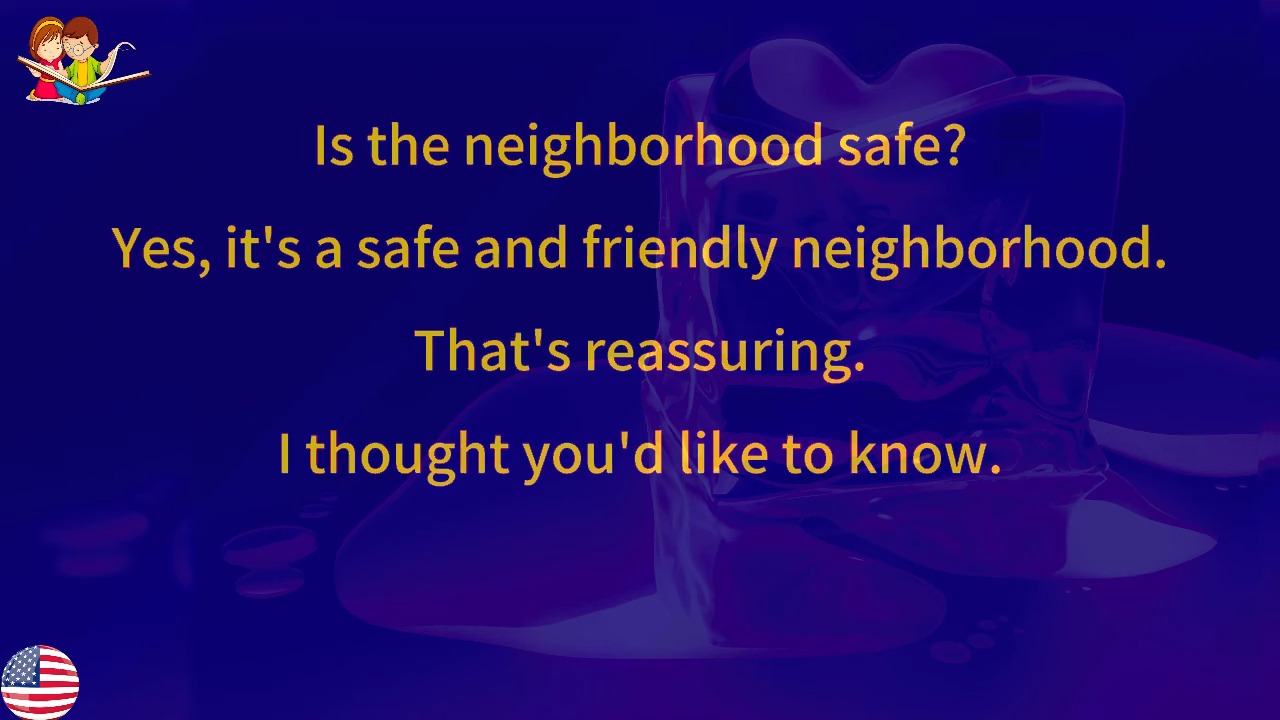 Is the neighborhood safe?
Yes, it's a safe and friendly neighborhood.
That's reassuring.
I thought you'd like to know.